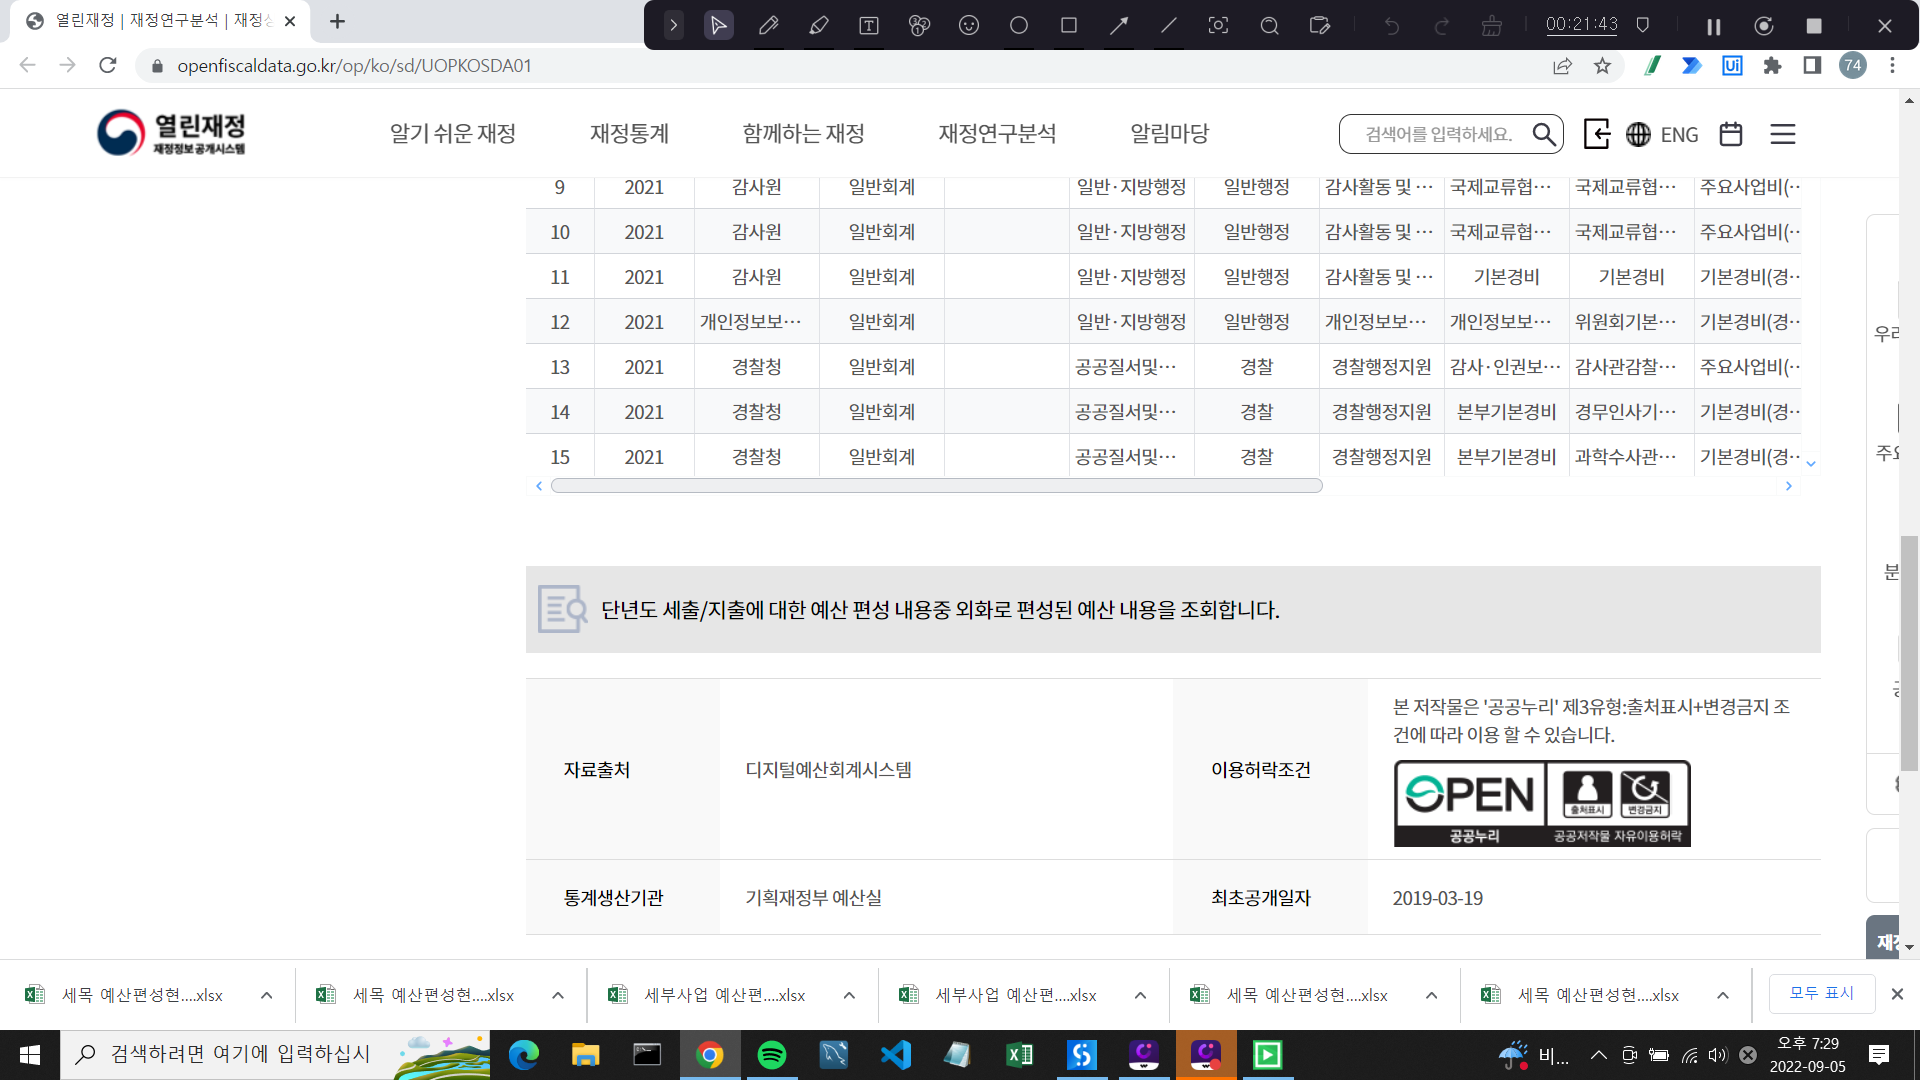 열린재정 | 재정연구분석 | 재정상
00:21:43
openfiscaldata.go.kr/op/ko/sd/UOPKOSDA01
Ui
74
열린재정
재정정보공개시스템
알기 쉬운 재정
재정통계
함께하는 재정
재정연구분석
알림마당
검색어를 입력하세요.
ENG
9 2021 감사원 일반회계 일반·지방행정 일반행정 감사활동 및 … 국제교류협… 국제교류협… 주요사업비(…
10 2021 감사원 일반회계 일반·지방행정 일반행정 감사활동 및 … 국제교류협… 국제교류협… 주요사업비(…
11 2021 감사원 일반회계 일반·지방행정 일반행정 감사활동 및 … 기본경비 기본경비 기본경비(경…
12 2021 개인정보보… 일반회계 일반·지방행정 일반행정 개인정보보… 개인정보보… 위원회기본… 기본경비(경…
13 2021 경찰청 일반회계 공공질서및… 경찰 경찰행정지원 감사·인권보… 감사관감찰… 주요사업비(…
14 2021 경찰청 일반회계 공공질서및… 경찰 경찰행정지원 본부기본경비 경무인사기… 기본경비(경…
15 2021 경찰청 일반회계 공공질서및… 경찰 경찰행정지원 본부기본경비 과학수사관… 기본경비(경…
우리
주요
분
단년도 세출/지출에 대한 예산 편성 내용중 외화로 편성된 예산 내용을 조회합니다.
자료출처
디지털예산회계시스템
이용허락조건
본 저작물은 '공공누리' 제3유형:출처표시+변경금지 조
건에 따라 이용 할 수 있습니다.
OPEN
출처표시
변경금지
공공누리
공공저작물 자유이용허락
통계생산기관
기획재정부 예산실
최초공개일자
2019-03-19
재정
세목 예산편성현....xlsx
세목 예산편성현....xlsx
세부사업 예산편....xlsx
세부사업 예산편....xlsx
세목 예산편성현....xlsx
세목 예산편성현....xlsx
모두 표시
검색하려면 여기에 입력하십시
비...
오후 7:29
2022-09-05